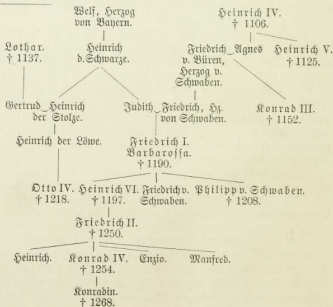 Welf, Herzog von Bayern.
Heinrich IV. † 1106.
Lothar. † 1137.
Heinrich d. Schwarze.
Friedrich v. Büren, Herzog v. Schwaben.
Agnes
Heinrich V. † 1125.
Gertrud
Heinrich der Stolze.
Judith
Friedrich, Hz. von Schwaben.
Konrad III. † 1152.
Heinrich der Löwe.
Friedrich I. Barbarossa. † 1190.
Otto IV. † 1218.
Heinrich VI. † 1197.
Friedrich v. Schwaben.
Philipp v. Schwaben. † 1208.
Friedrich II. † 1250.
Heinrich.
Konrad IV. † 1254.
Enzio.
Manfred.
Konradin. † 1268.